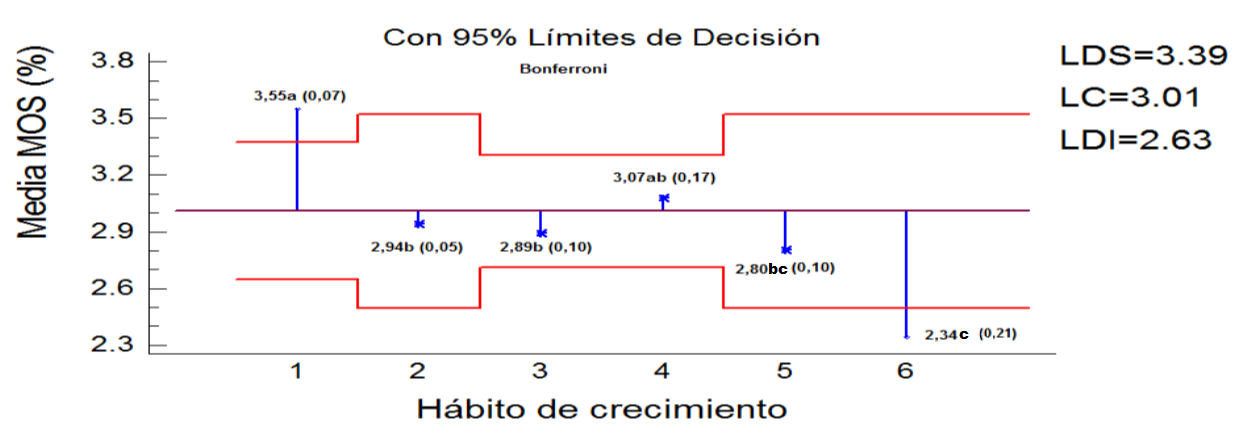 Con 95% Límites de Decisión
Bonferroni
Media MOS (%)
3.8
3.5
3.2
2.9
2.6
2.3
3,55a (0,07)
2,94b (0,05)
2,89b (0,10)
3,07ab (0,17)
2,80bc (0,10)
2,34c (0,21)
1 2 3 4 5 6
Hábito de crecimiento
LDS=3.39
LC=3.01
LDI=2.63